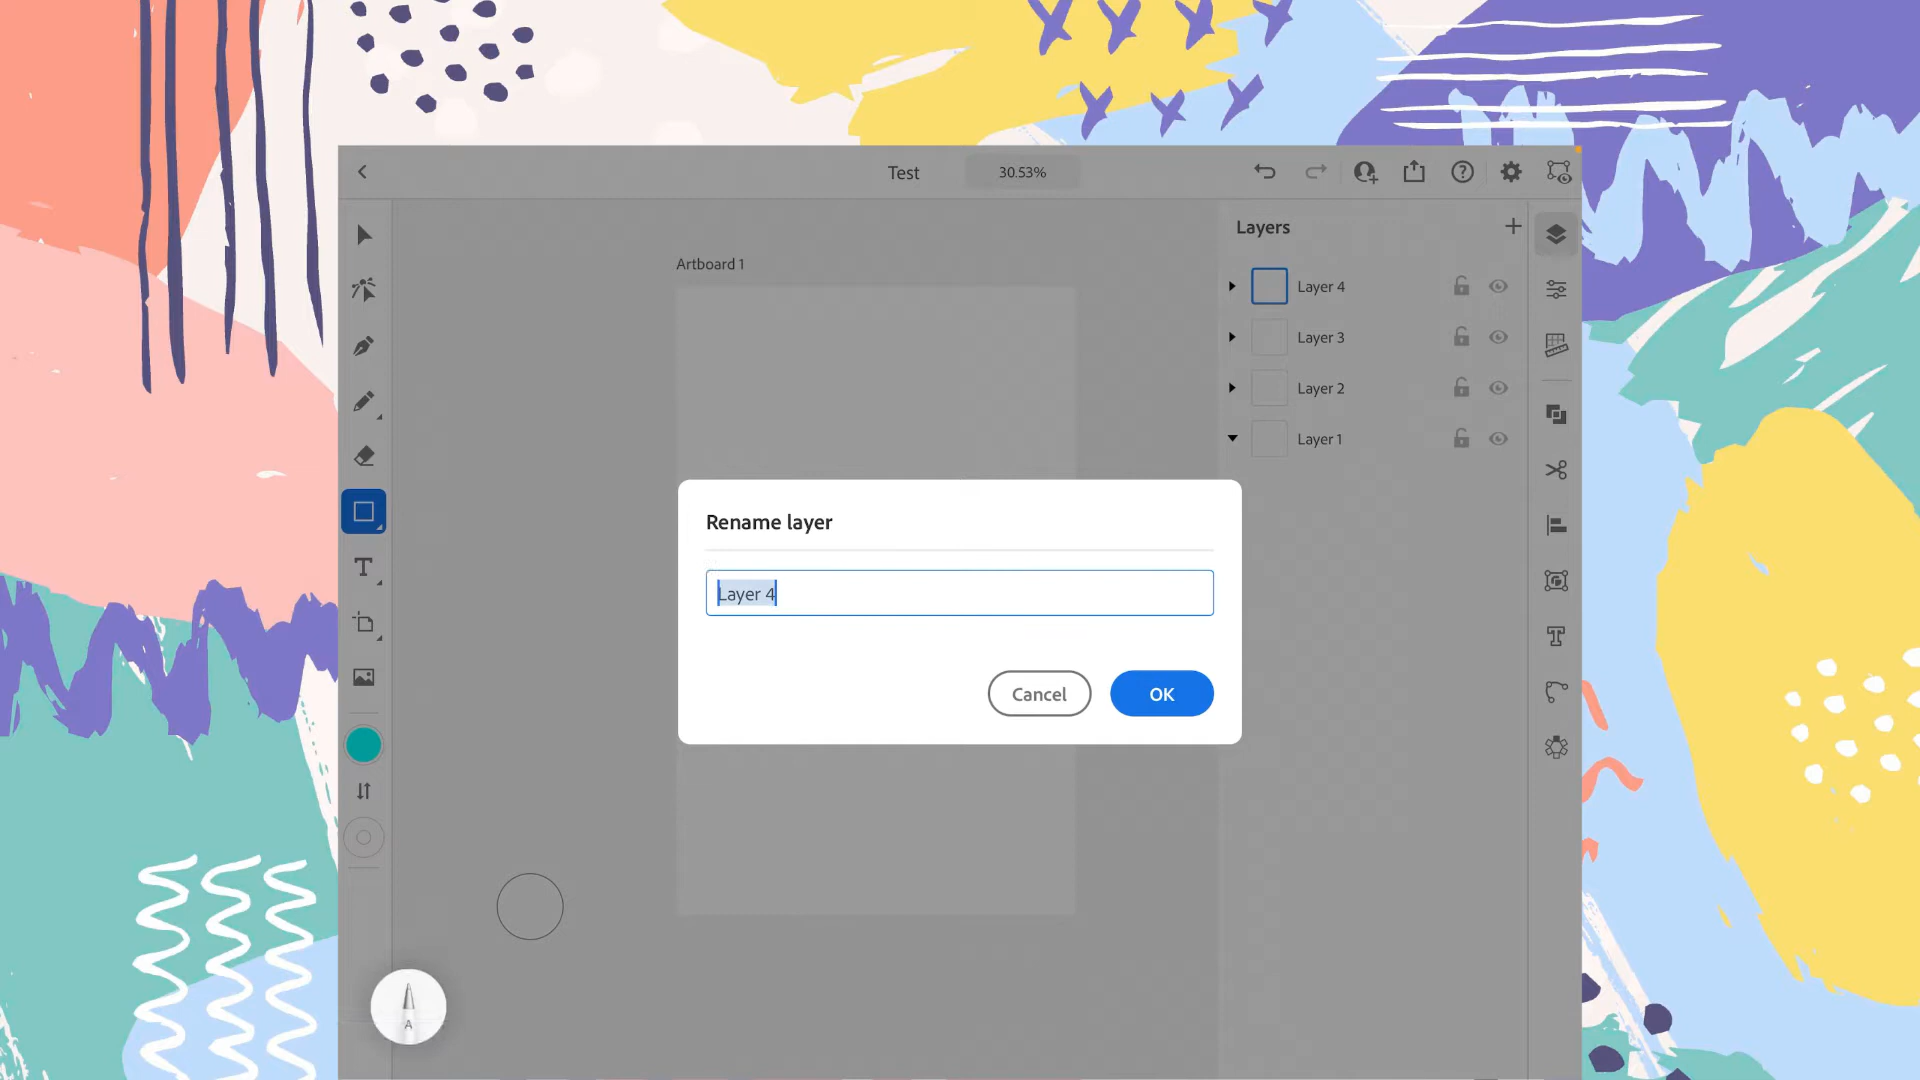 Test
30.53%
Layers
Artboard 1
Layer 4
Layer 3
Layer 2
Layer 1
Rename layer
Layer 4
Cancel
OK
A